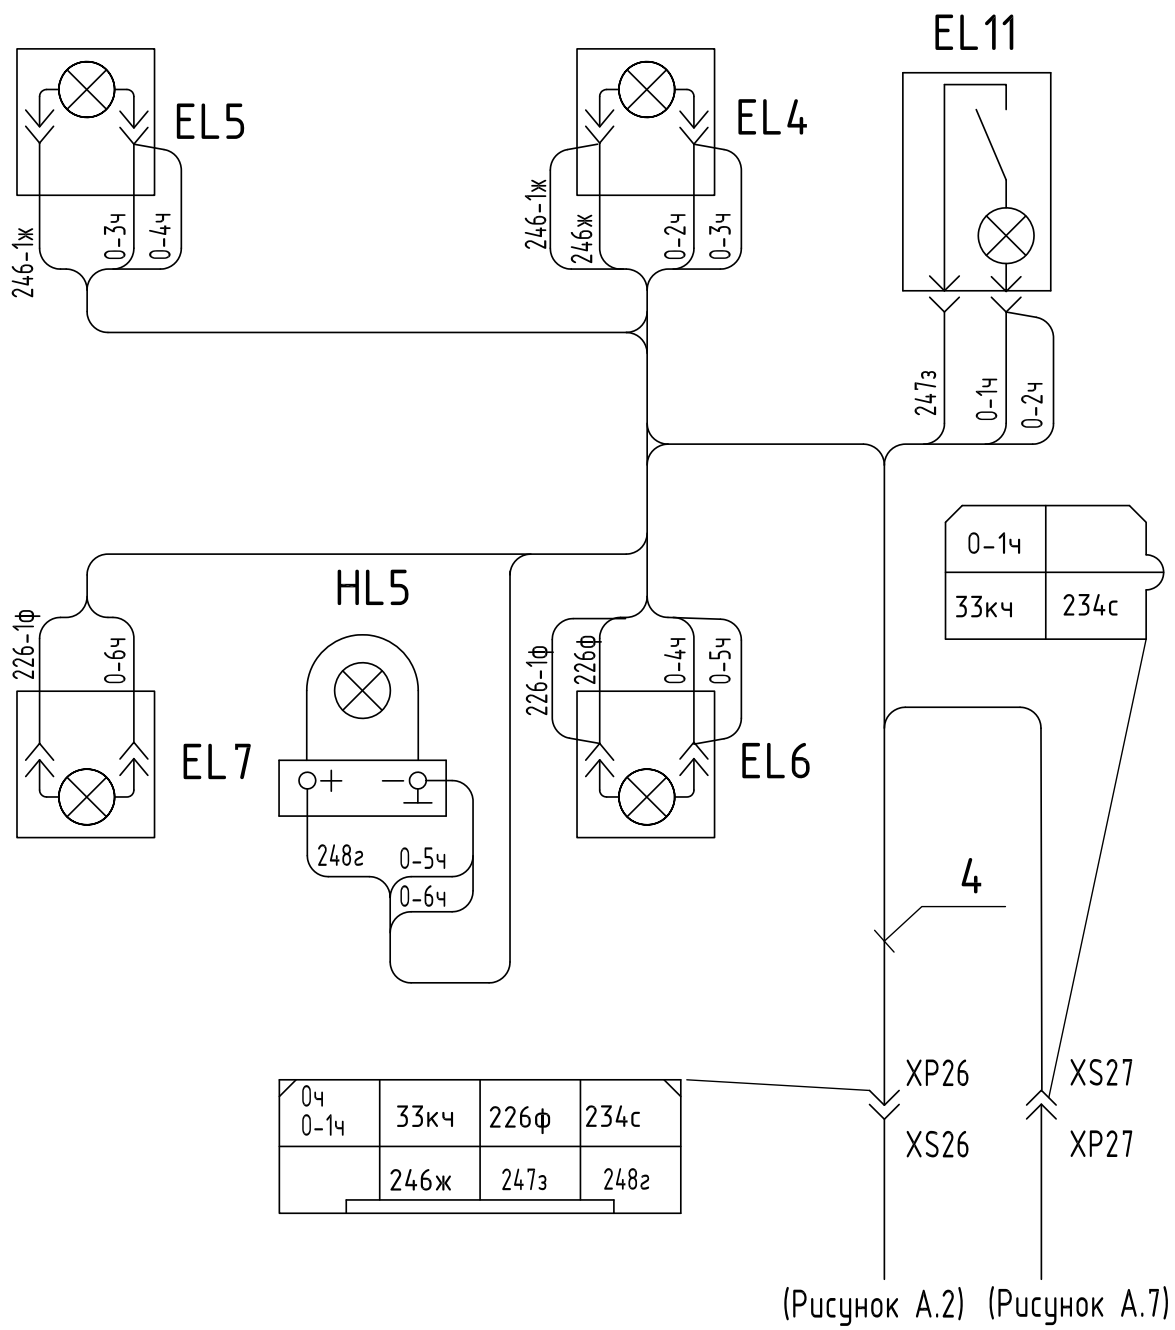 EL11
EL5
EL4
246-1ж
0-3ч
0-4ч
246-1ж
246ж
0-2ч
0-3ч
247з
0-1ч
0-2ч
0-1ч
33кч
234с
HL5
226-1ф
0-6ч
226-1ф
226ф
0-4ч
0-5ч
EL7
+
–
EL6
248г
0-5ч
0-6ч
4
XP26
XS27
0ч
0-1ч
33кч
226ф
234с
XS26
XP27
246ж
247з
248г
(Рисунок А.2)
(Рисунок А.7)